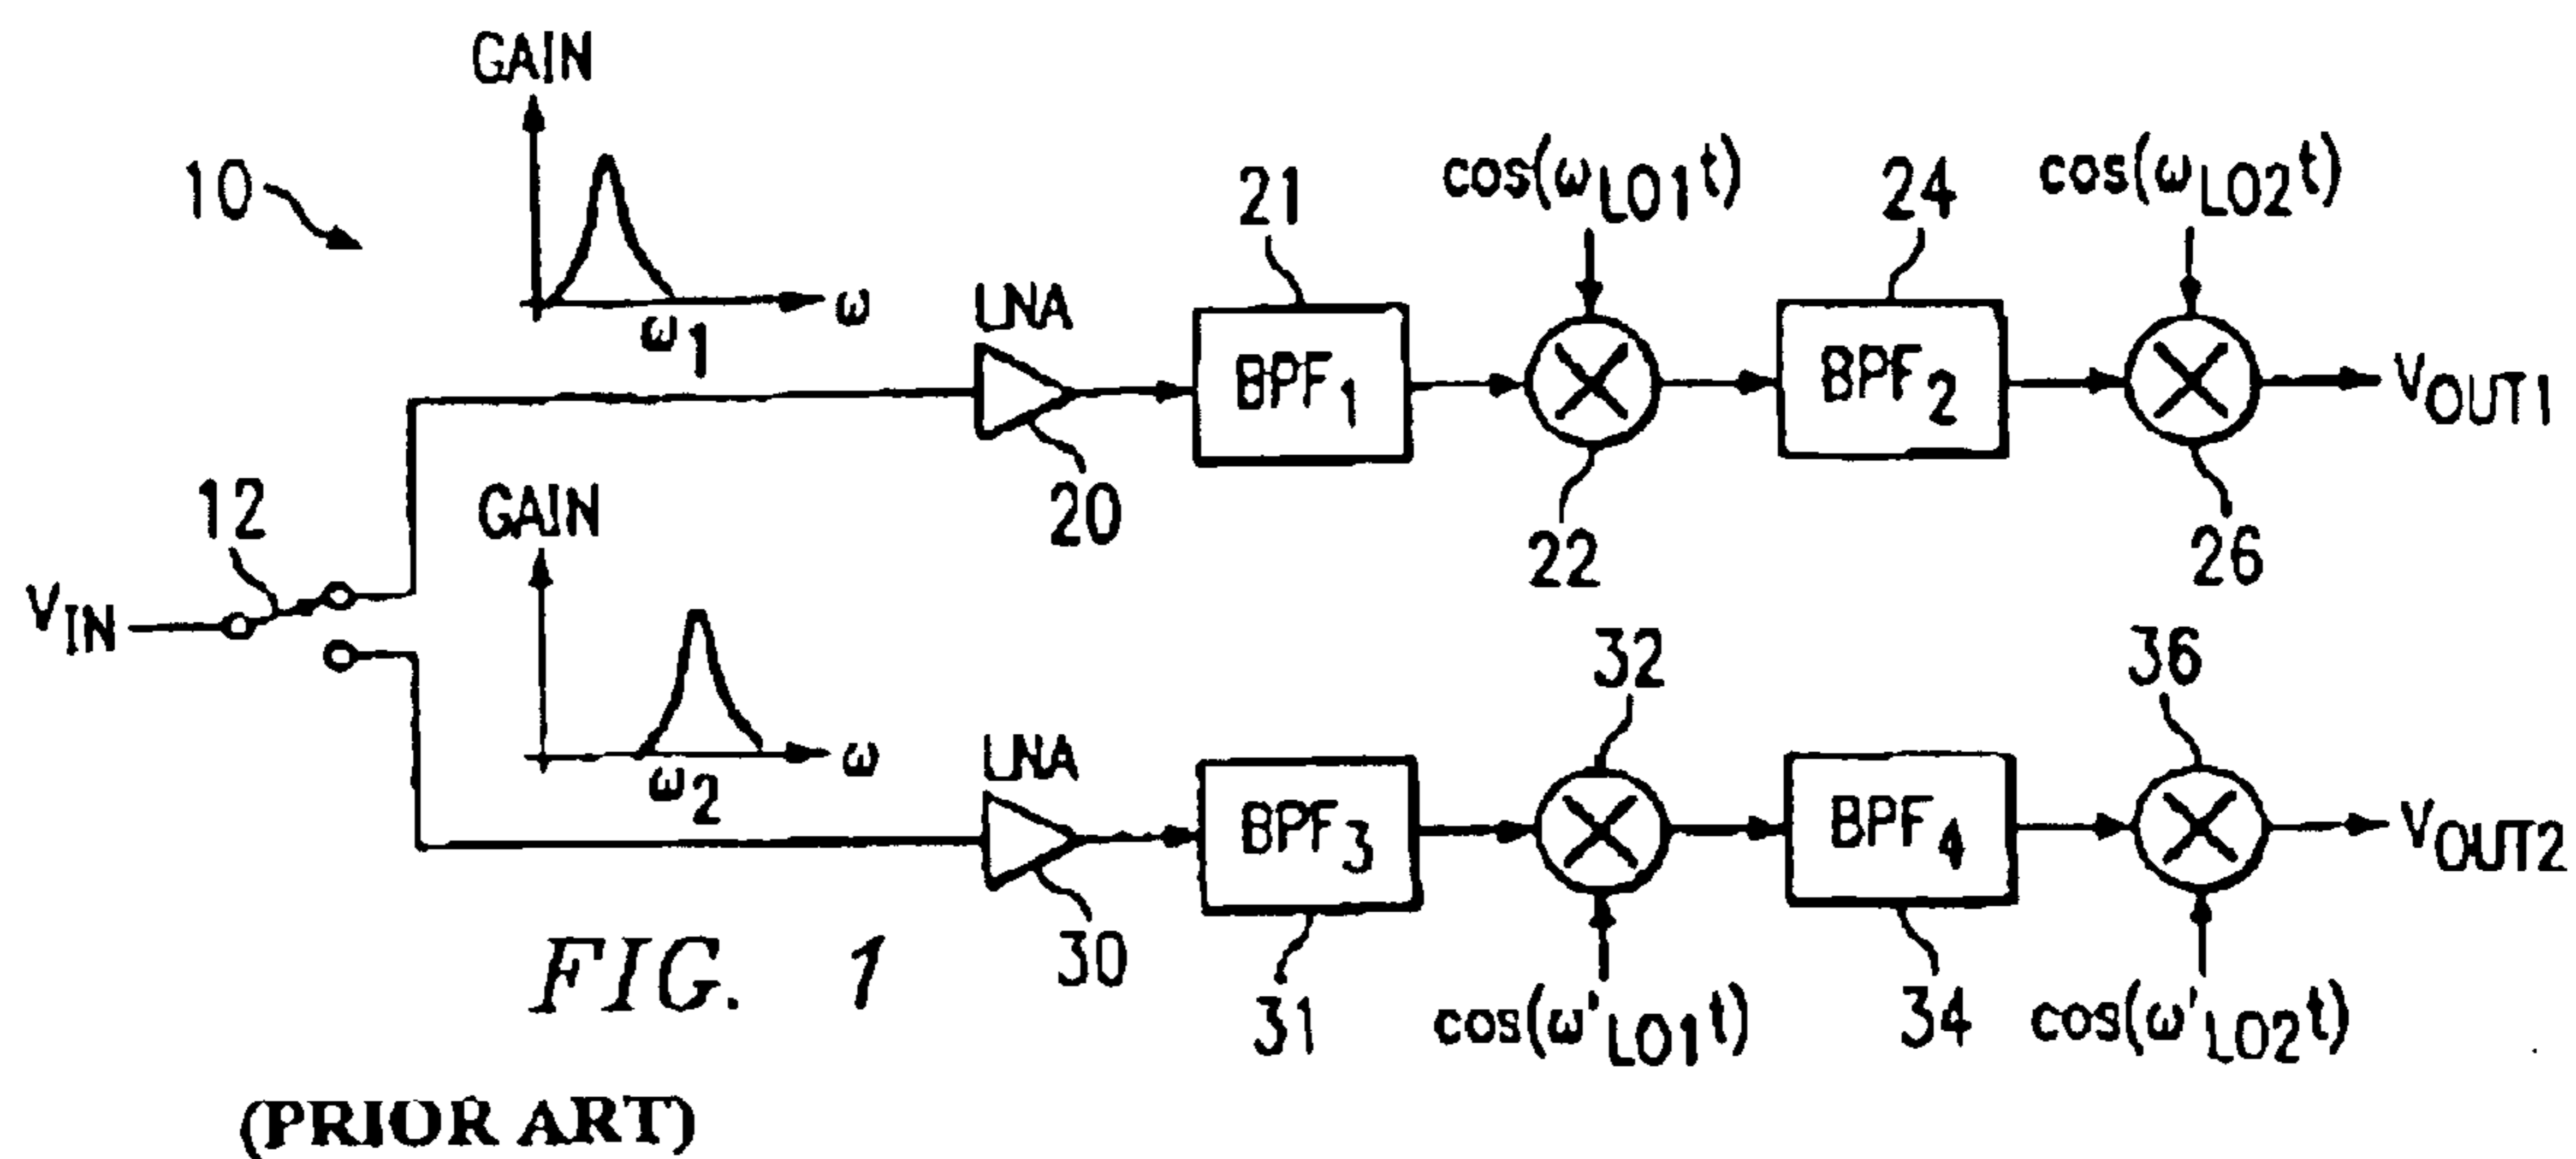 GAIN
10
ω
ω1
LNA
21
cos(ωLO1t)
24
cos(ωLO2t)
BPF1
BPF2
VOUT1
20
22
26
12
VIN
GAIN
ω
ω2
LNA
32
36
BPF3
BPF4
VOUT2
30
31
cos(ω'LO1t)
34
cos(ω'LO2t)
FIG. 1
(PRIOR ART)